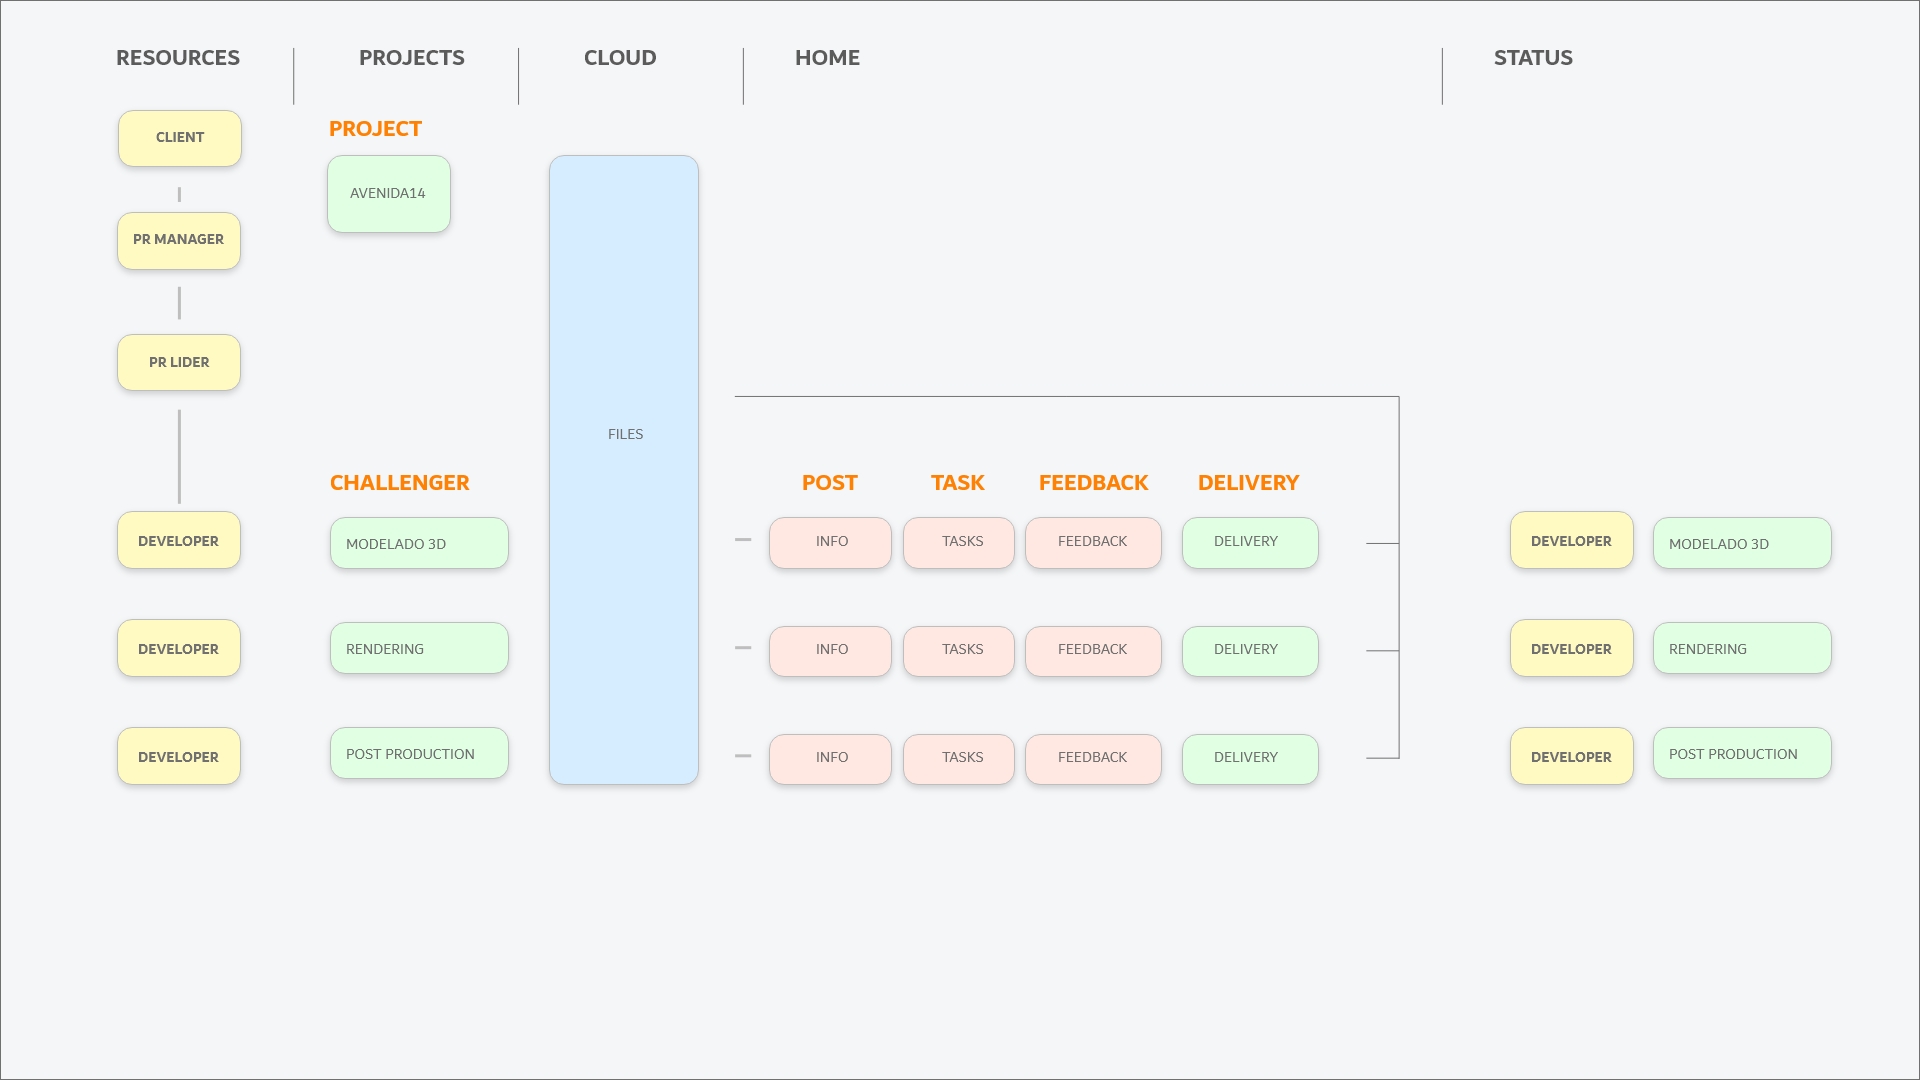 RESOURCES
PROJECTS
CLOUD
HOME
STATUS
CLIENT
PR MANAGER
PR LIDER
PROJECT
AVENIDA14
FILES
CHALLENGER
POST
TASK
FEEDBACK
DELIVERY
DEVELOPER
MODELADO 3D
INFO
TASKS
FEEDBACK
DELIVERY
DEVELOPER
MODELADO 3D
DEVELOPER
RENDERING
INFO
TASKS
FEEDBACK
DELIVERY
DEVELOPER
RENDERING
DEVELOPER
POST PRODUCTION
INFO
TASKS
FEEDBACK
DELIVERY
DEVELOPER
POST PRODUCTION